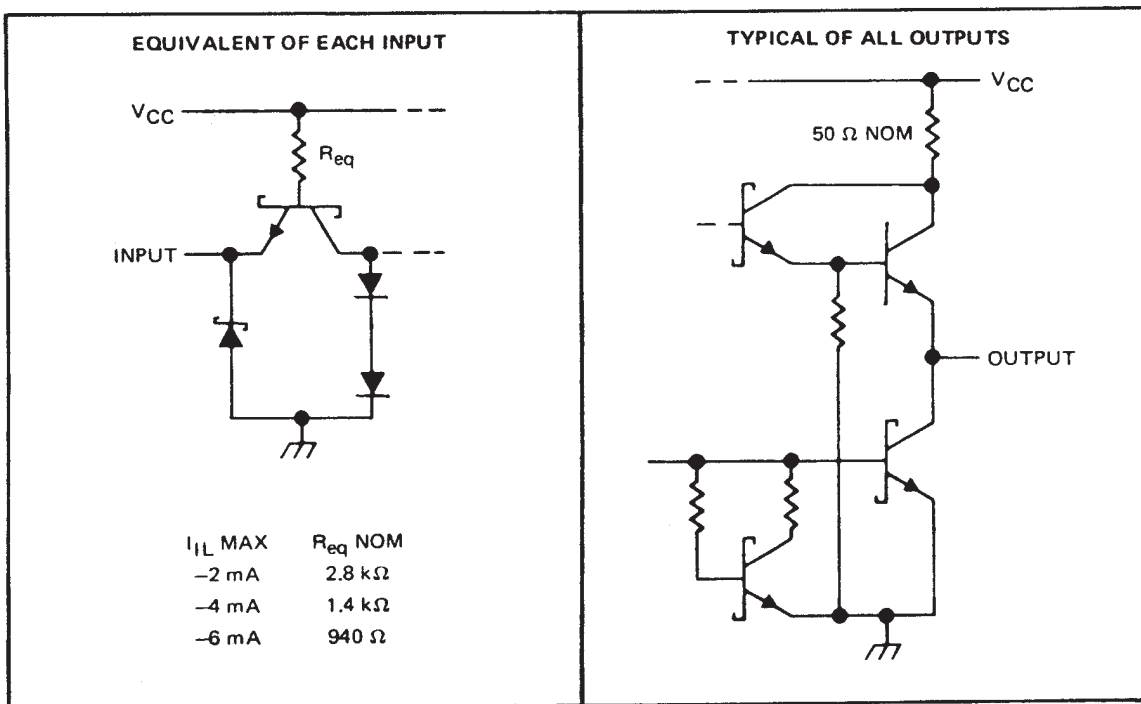 EQUIVALENT OF EACH INPUT
VCC
Req
INPUT
IIL MAX Req NOM
–2 mA 2.8 kΩ
–4 mA 1.4 kΩ
–6 mA 940 Ω
TYPICAL OF ALL OUTPUTS
VCC
50 Ω NOM
OUTPUT